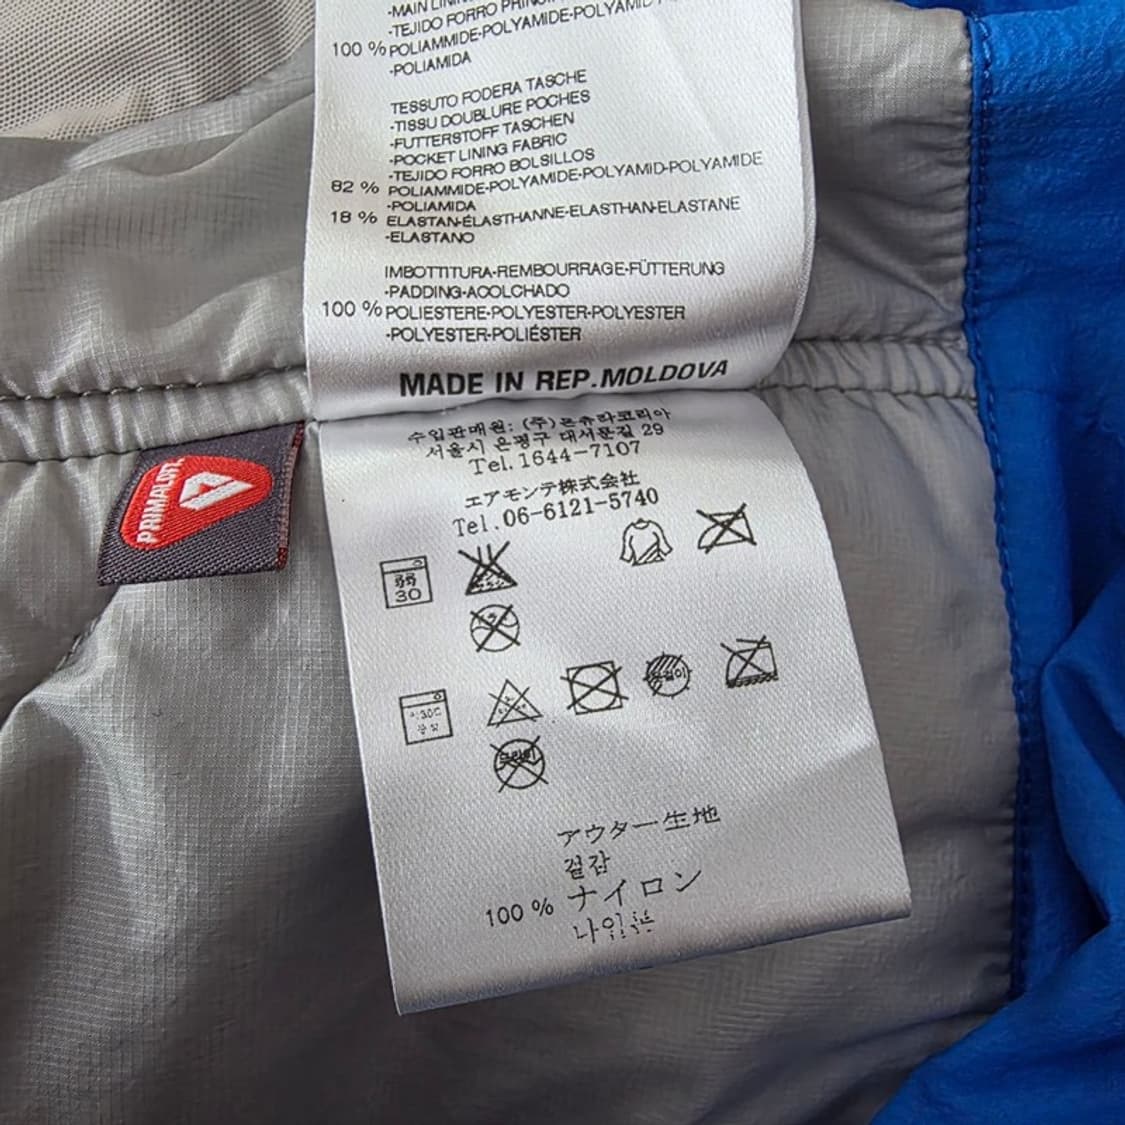 -MAIN
-TEJIDO FORRO
100 % POLIAMMIDE-POLYAMIDE-POLYAMID-
-POLIAMIDA
TESSUTO FODERA TASCHE
-TISSU DOUBLURE POCHES
-FUTTERSTOFF TASCHEN
-POCKET LINING FABRIC
-TEJIDO FORRO BOLSILLOS
82 % POLIAMMIDE-POLYAMIDE-POLYAMID-POLYAMIDE
-POLIAMIDA
18 % ELASTAN-ÉLASTHANNE-ELASTHAN-ELASTANE
-ELASTANO
IMBOTTITURA-REMBOURRAGE-FÜTTERUNG
-PADDING-ACOLCHADO
100 % POLIESTERE-POLYESTER-POLYESTER
-POLYESTER-POLIÉSTER
MADE IN REP.MOLDOVA
수입판매원: (주)몬츄라코리아
서울시 은평구 대서문길 29
Tel.1644-7107
エアモンテ株式会社
Tel.06-6121-5740
PRIMALOFT
弱
30
アウター生地
겉감
100 % ナイロン
나일론